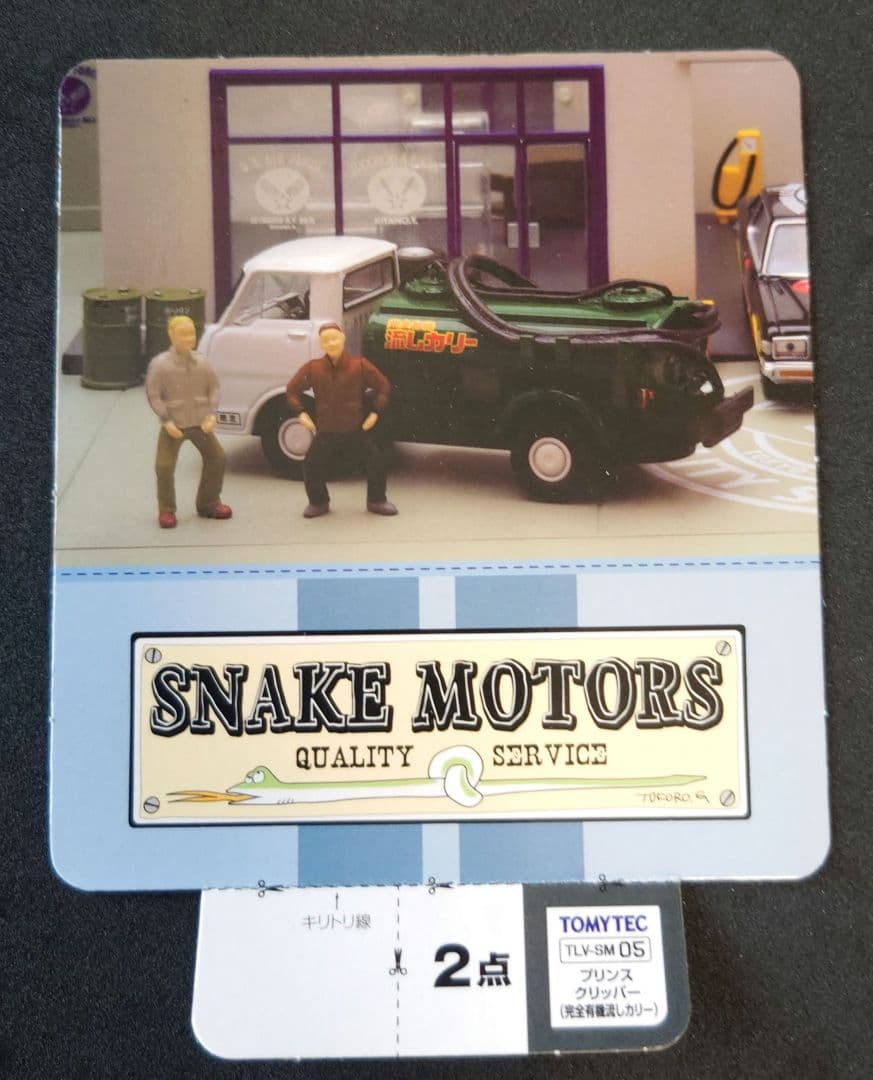 流しカリー
限定
SNAKE MOTORS
QUALITY SERVICE
TOKORO, G
キリトリ線
2点
TOMYTEC
TLV-SM 05
プリンス
クリッパー
(完全有機流しカリー)